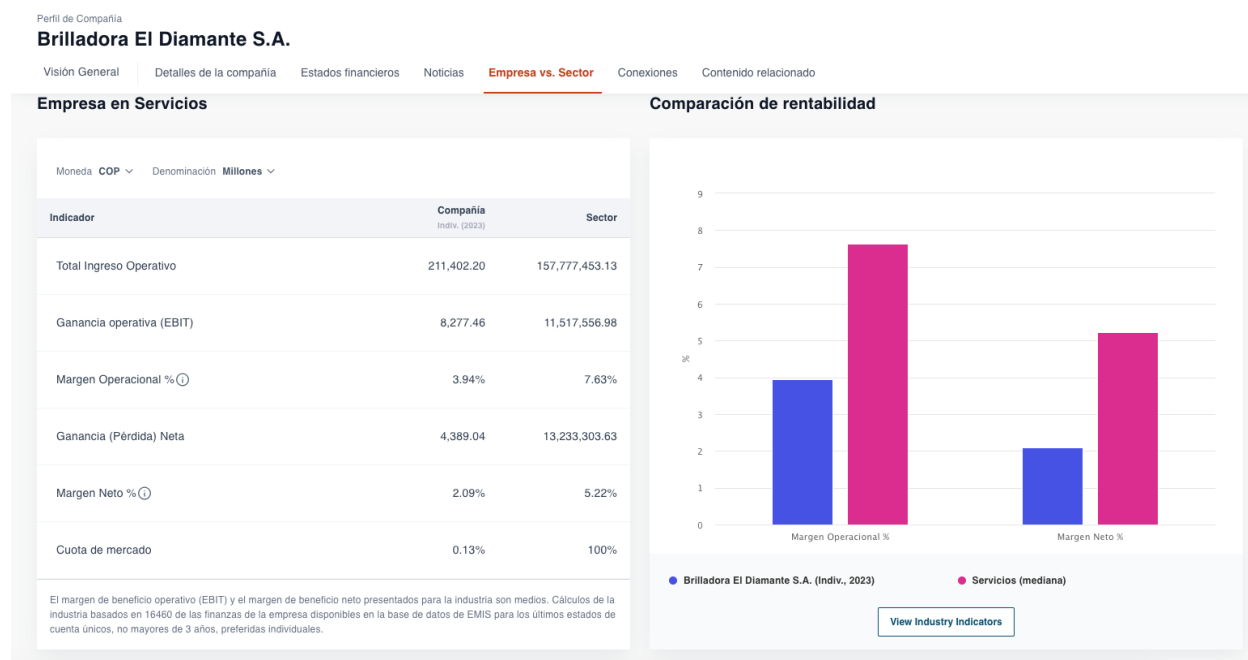 Perfil de Compañía
Brilladora El Diamante S.A.
Visión General Detalles de la compañía Estados financieros Noticias Empresa vs. Sector Conexiones Contenido relacionado
Empresa en Servicios
Moneda COP Denominación Millones
Indicador Compañía Indiv. (2023) Sector
Total Ingreso Operativo 211,402.20 157,777,453.13
Ganancia operativa (EBIT) 8,277.46 11,517,556.98
Margen Operacional % 3.94% 7.63%
Ganancia (Pérdida) Neta 4,389.04 13,233,303.63
Margen Neto % 2.09% 5.22%
Cuota de mercado 0.13% 100%
El margen de beneficio operativo (EBIT) y el margen de beneficio neto presentados para la industria son medios. Cálculos de la
industria basados en 16460 de las finanzas de la empresa disponibles en la base de datos de EMIS para los últimos estados de
cuenta únicos, no mayores de 3 años, preferidas individuales.
Comparación de rentabilidad
9
8
7
6
5
%
4
3
2
1
0
Margen Operacional % Margen Neto %
Brilladora El Diamante S.A. (Indiv., 2023) Servicios (mediana)
View Industry Indicators